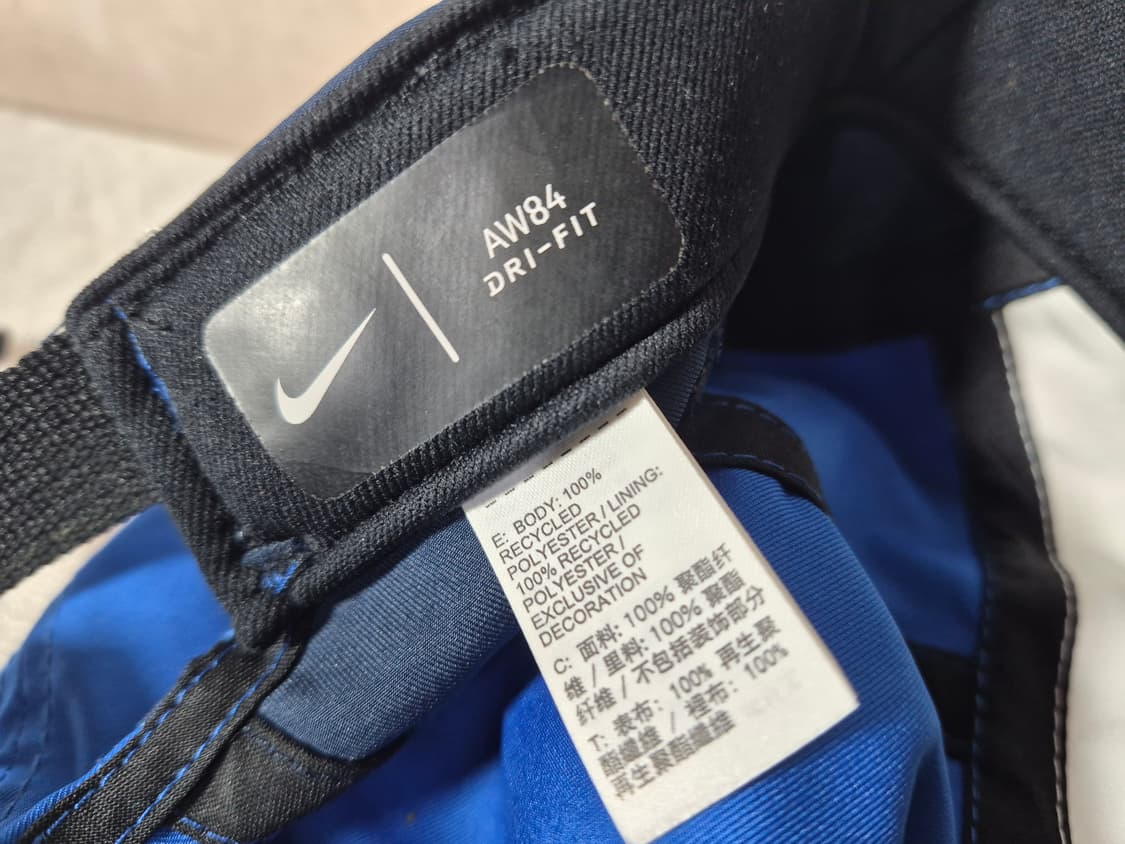 AW84
DRI-FIT
E: BODY: 100%
RECYCLED
POLYESTER / LINING:
100% RECYCLED
POLYESTER /
EXCLUSIVE OF
DECORATION
C: 面料: 100% 聚酯纤
维 / 里料: 100% 聚酯
纤维 / 不包括装饰部分
T: 表布: 100% 再生聚
酯纖維 / 裡布: 100%
再生聚酯纖維